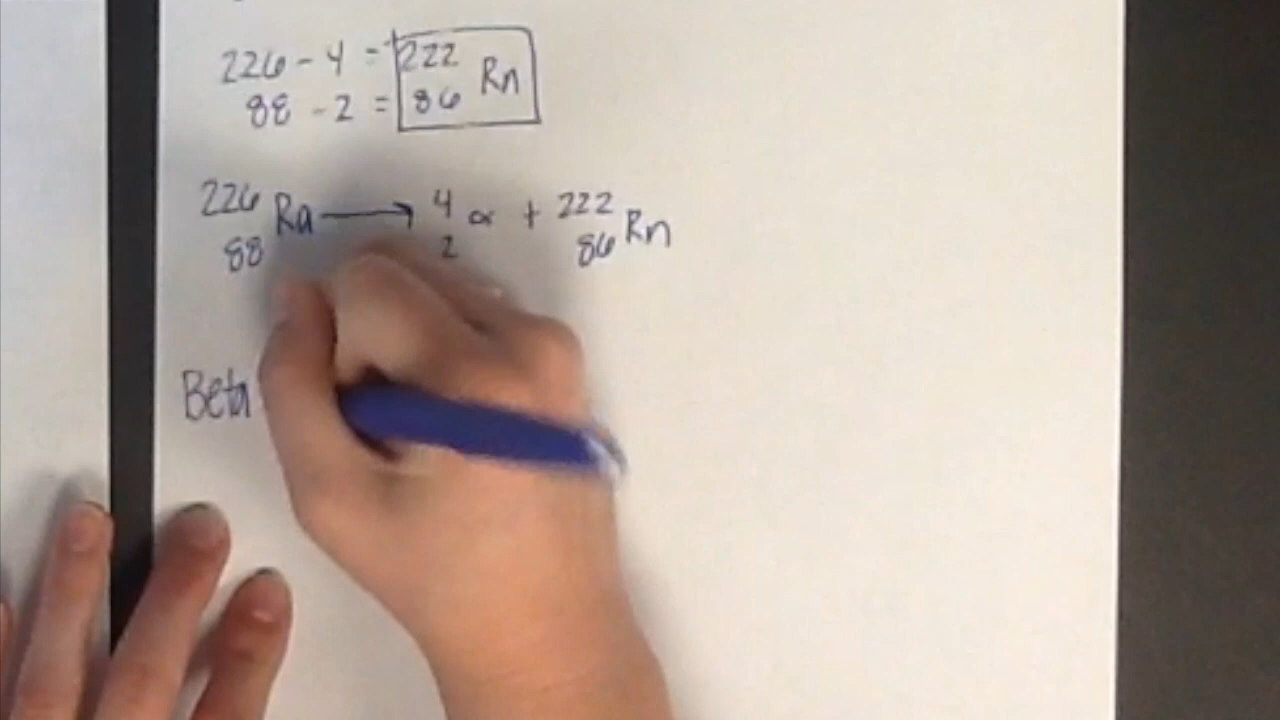 226 - 4 = 222
88 - 2 = 86 Rn
226 88 Ra → 4 2 α + 222 86 Rn
Beta